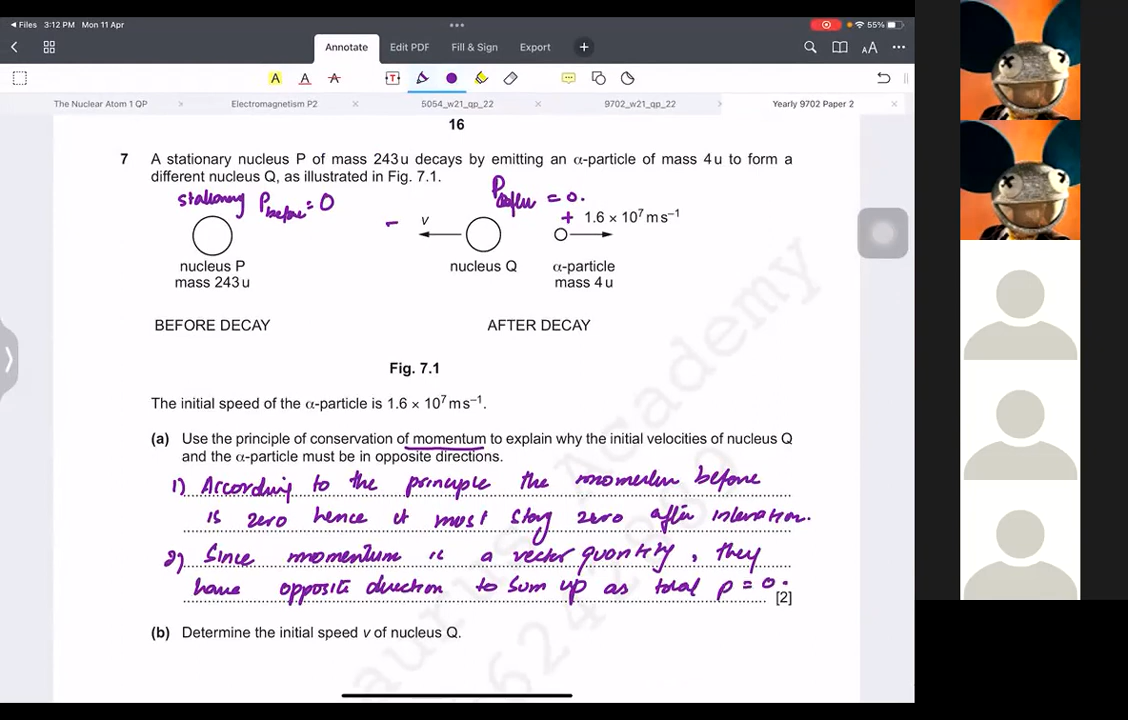 Files 3:12 PM Mon 11 Apr
55%
Annotate Edit PDF Fill & Sign Export
AA
The Nuclear Atom 1 QP Electromagnetism P2 5054_w21_qp_22 9702_w21_qp_22 Yearly 9702 Paper 2
16
7 A stationary nucleus P of mass 243u decays by emitting an α-particle of mass 4u to form a
different nucleus Q, as illustrated in Fig. 7.1.
stationary P before = 0 P after = 0.
- v + 1.6 × 10⁷ms⁻¹
nucleus P nucleus Q α-particle
mass 243u mass 4u
BEFORE DECAY AFTER DECAY
Fig. 7.1
The initial speed of the α-particle is 1.6 × 10⁷ms⁻¹.
(a) Use the principle of conservation of momentum to explain why the initial velocities of nucleus Q
and the α-particle must be in opposite directions.
1) According to the principle the momentum before
is zero hence it must stay zero after
2) Since momentum is a vector quantity, they
have opposite direction to sum up as total p = 0.
[2]
(b) Determine the initial speed v of nucleus Q.
aurus Academy